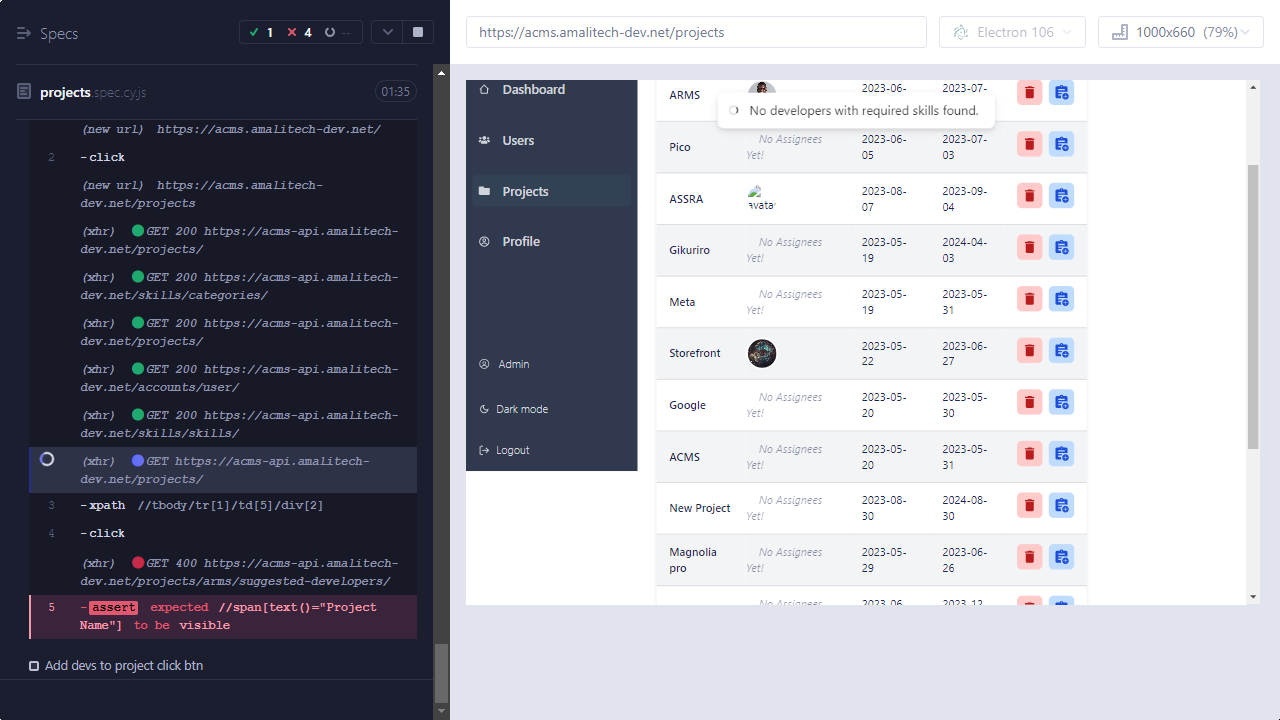 Specs
1
4
--
https://acms.amalitech-dev.net/projects
Electron 106
1000x660 (79%)
projects.spec.cy.js
01:35
(new url) https://acms.amalitech-dev.net/
2 -click
(new url) https://acms.amalitech-
dev.net/projects
(xhr) GET 200 https://acms-api.amalitech-
dev.net/projects/
(xhr) GET 200 https://acms-api.amalitech-
dev.net/skills/categories/
(xhr) GET 200 https://acms-api.amalitech-
dev.net/projects/
(xhr) GET 200 https://acms-api.amalitech-
dev.net/accounts/user/
(xhr) GET 200 https://acms-api.amalitech-
dev.net/skills/skills/
(xhr) GET https://acms-api.amalitech-
dev.net/projects/
3 -xpath //tbody/tr[1]/td[5]/div[2]
4 -click
(xhr) GET 400 https://acms-api.amalitech-
dev.net/projects/arms/suggested-developers/
5 -assert expected //span[text()="Project
Name"] to be visible
Add devs to project click btn
Dashboard
Users
Projects
Profile
Admin
Dark mode
Logout
No developers with required skills found.
ARMS 2023-06- 2023-07-
Pico No Assignees 2023-06- 2023-07-
Yet! 05 03
ASSRA avatar 2023-08- 2023-09-
07 04
Gikuriro No Assignees 2023-05- 2024-04-
Yet! 19 03
Meta No Assignees 2023-05- 2023-05-
Yet! 19 31
Storefront 2023-05- 2023-06-
22 27
Google No Assignees 2023-05- 2023-05-
Yet! 20 30
ACMS No Assignees 2023-05- 2023-05-
Yet! 20 31
New Project No Assignees 2023-08- 2024-08-
Yet! 30 30
Magnolia No Assignees 2023-05- 2023-06-
pro Yet! 29 26
No Assignees 2023-06- 2023-12-